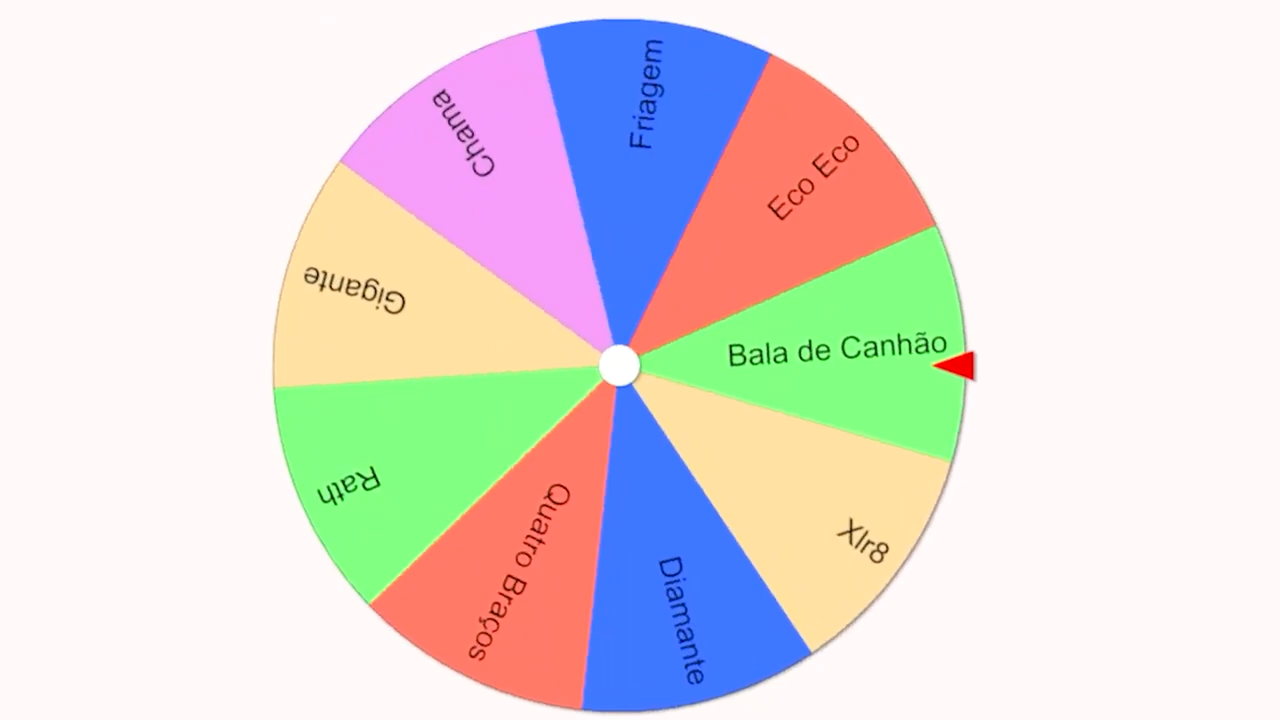 Friagem
Eco Eco
Bala de Canhão
Xlr8
Diamante
Quatro Braços
Rath
Gigante
Chama